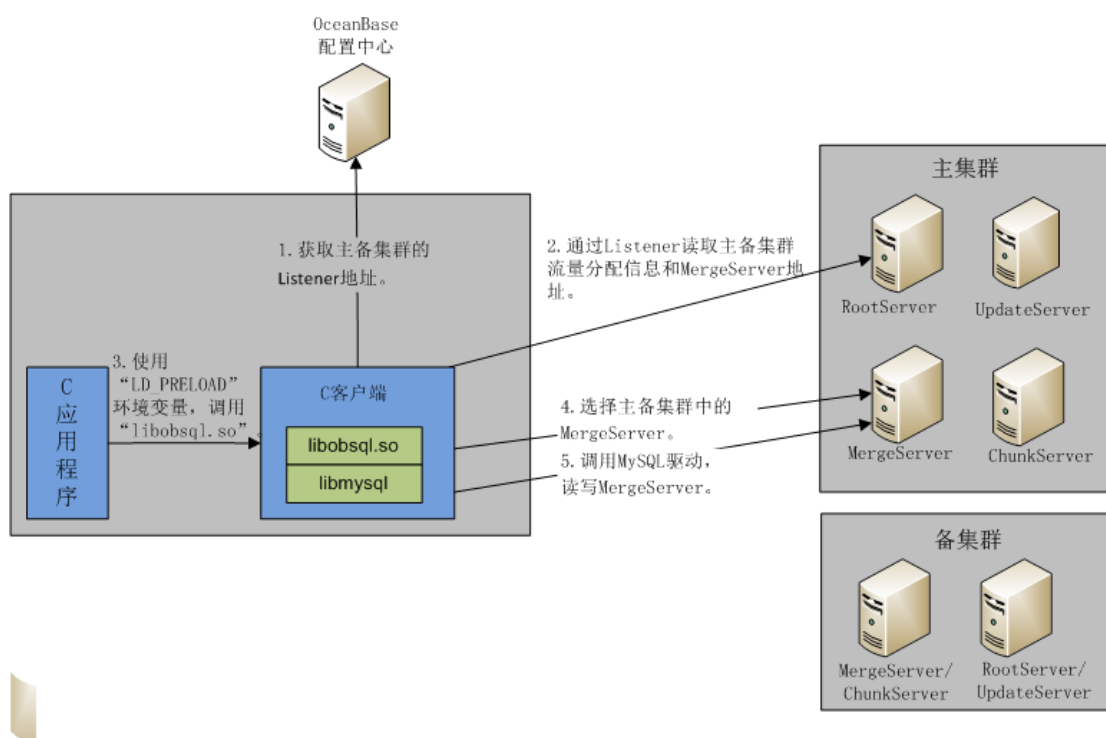 OceanBase
配置中心
主集群
1.获取主备集群的
Listener地址。
2.通过Listener读取主备集群
流量分配信息和MergeServer地
址。
RootServer
UpdateServer
3.使用
“LD_PRELOAD”
环境变量，调用
“libobsql.so”。
C
应
用
程
序
C客户端
libobsql.so
libmysql
4.选择主备集群中的
MergeServer。
5.调用MySQL驱动，
读写MergeServer。
MergeServer
ChunkServer
备集群
MergeServer/
ChunkServer
RootServer/
UpdateServer